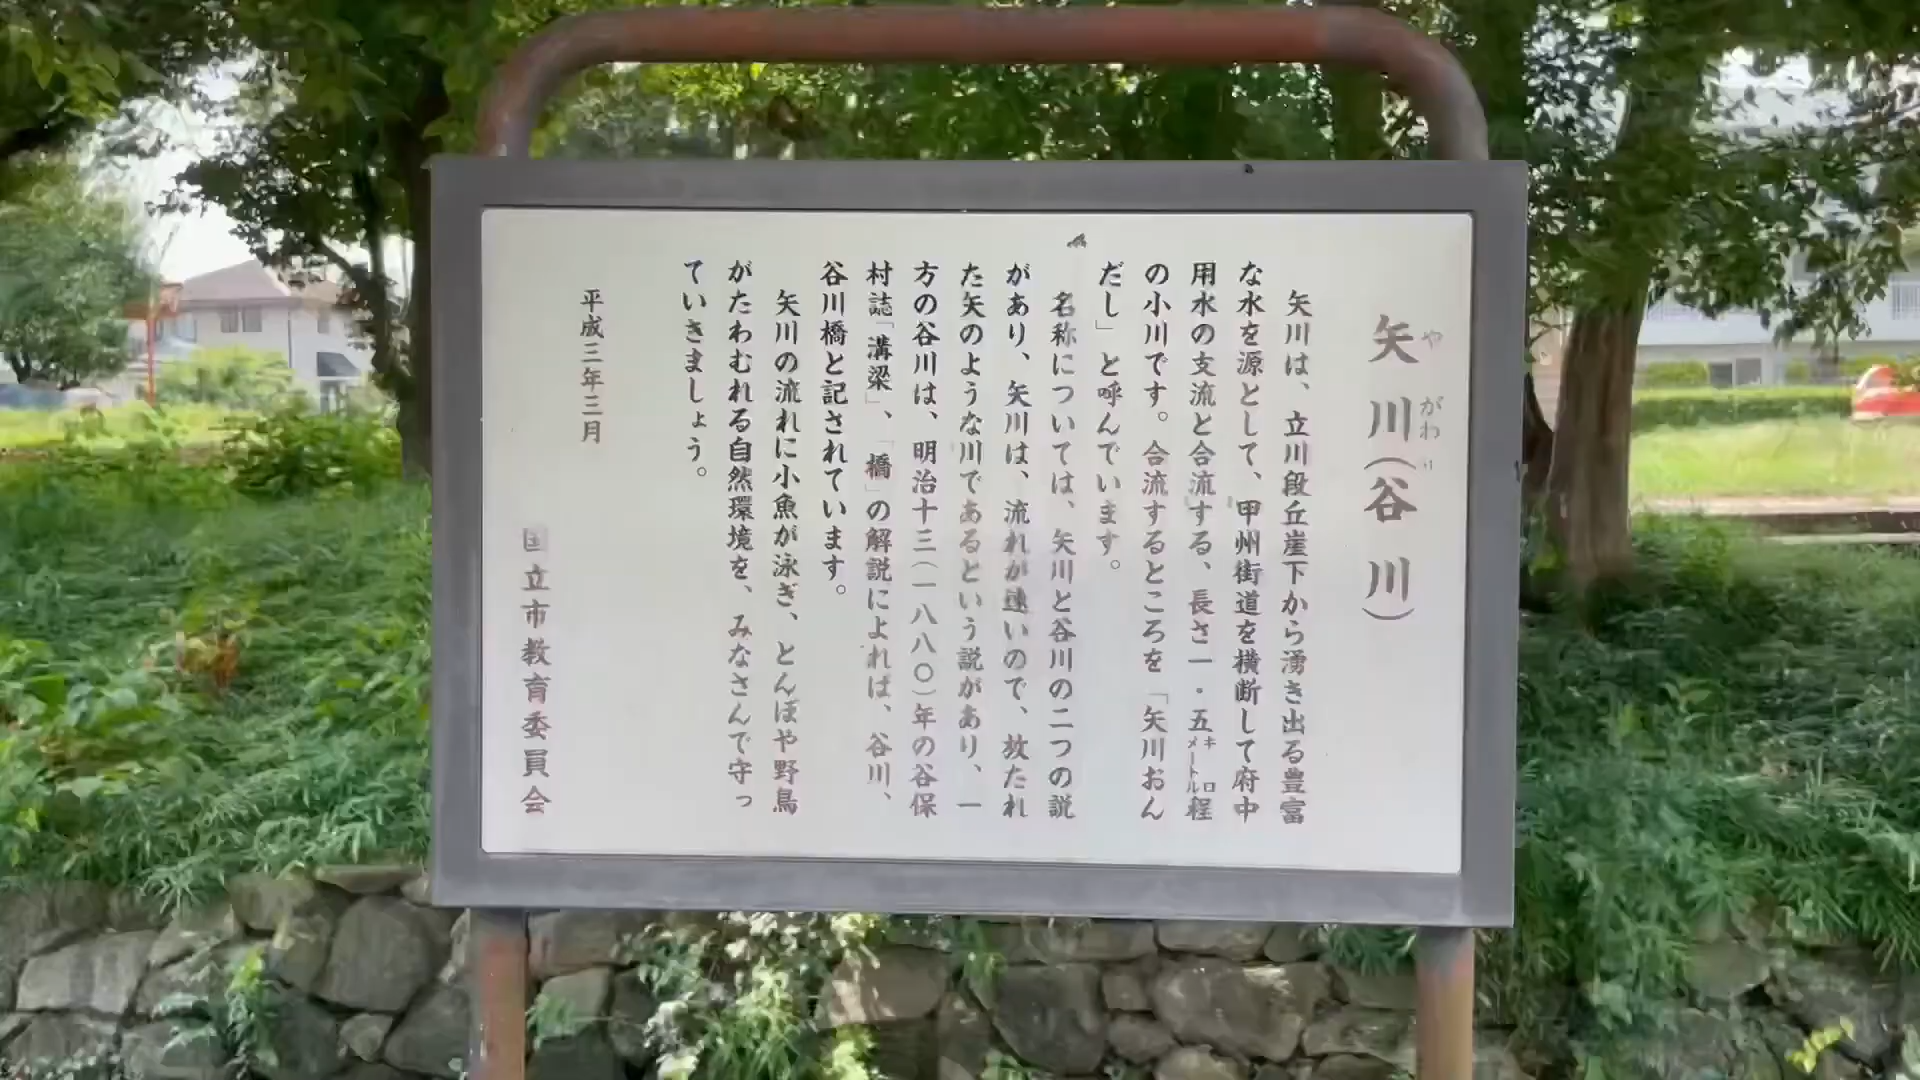 矢川(谷川)
やがわ
矢川は、立川段丘崖下から湧き出る豊富
な水を源として、甲州街道を横断して府中
用水の支流と合流する、長さ一・五キロメートル程
の小川です。合流するところを「矢川おん
だし」と呼んでいます。
名称については、矢川と谷川の二つの説
があり、矢川は、流れが速いので、放たれ
た矢のような川であるという説があり、一
方の谷川は、明治十三(一八八〇)年の谷保
村誌「溝梁」、「橋」の解説によれば、谷川、
谷川橋と記されています。
矢川の流れに小魚が泳ぎ、とんぼや野鳥
がたわむれる自然環境を、みなさんで守っ
ていきましょう。
平成三年三月
国立市教育委員会